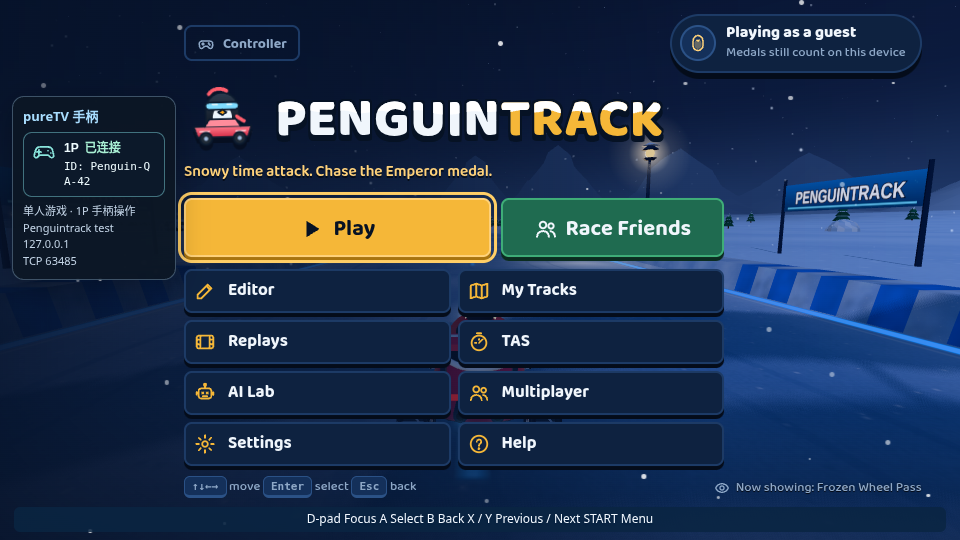 Controller
Playing as a guest
Medals still count on this device
pureTV 手柄
1P 已连接
ID: Penguin-Q
A-42
单人游戏 · 1P 手柄操作
Penguintrack test
127.0.0.1
TCP 63485
PENGUINTRACK
Snowy time attack. Chase the Emperor medal.
PENGUINTRACK
Play
Race Friends
Editor
My Tracks
Replays
TAS
AI Lab
Multiplayer
Settings
Help
↑↓←→ move Enter select Esc back
Now showing: Frozen Wheel Pass
D-pad Focus A Select B Back X / Y Previous / Next START Menu